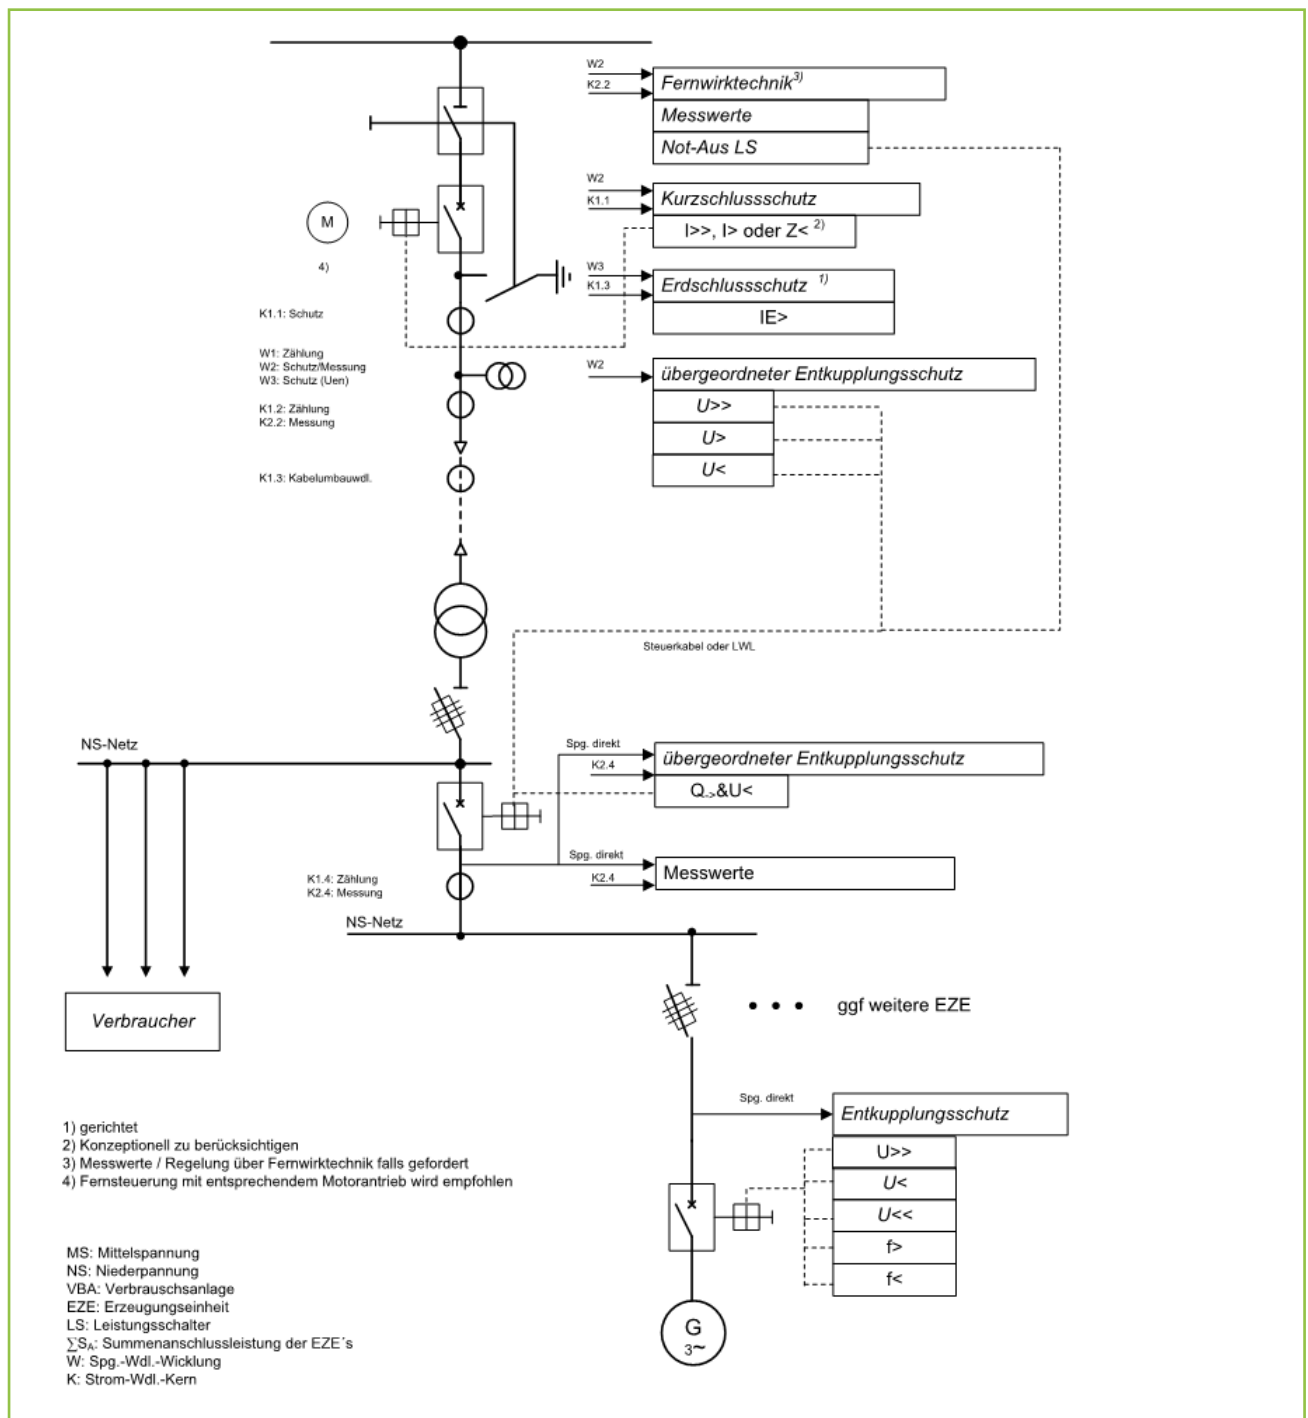 W2
K2.2
Fernwirktechnik3)
Messwerte
Not-Aus LS
W2
K1.1
Kurzschlussschutz
I>>, I> oder Z< 2)
M
4)
W3
K1.3
Erdschlussschutz 1)
IE>
K1.1: Schutz
W1: Zählung
W2: Schutz/Messung
W3: Schutz (Uen)
W2
übergeordneter Entkupplungsschutz
U>>
U>
U<
K1.2: Zählung
K2.2: Messung
K1.3: Kabelumbauwdl.
Steuerkabel oder LWL
NS-Netz
Spg. direkt
K2.4
übergeordneter Entkupplungsschutz
Q->&U<
Spg. direkt
K2.4
Messwerte
K1.4: Zählung
K2.4: Messung
NS-Netz
Verbraucher
ggf weitere EZE
Spg. direkt
Entkupplungsschutz
U>>
U<
U<<
f>
f<
G
3~
1) gerichtet
2) Konzeptionell zu berücksichtigen
3) Messwerte / Regelung über Fernwirktechnik falls gefordert
4) Fernsteuerung mit entsprechendem Motorantrieb wird empfohlen
MS: Mittelspannung
NS: Niederpannung
VBA: Verbrauschsanlage
EZE: Erzeugungseinheit
LS: Leistungsschalter
∑SA: Summenanschlussleistung der EZE´s
W: Spg.-Wdl.-Wicklung
K: Strom-Wdl.-Kern